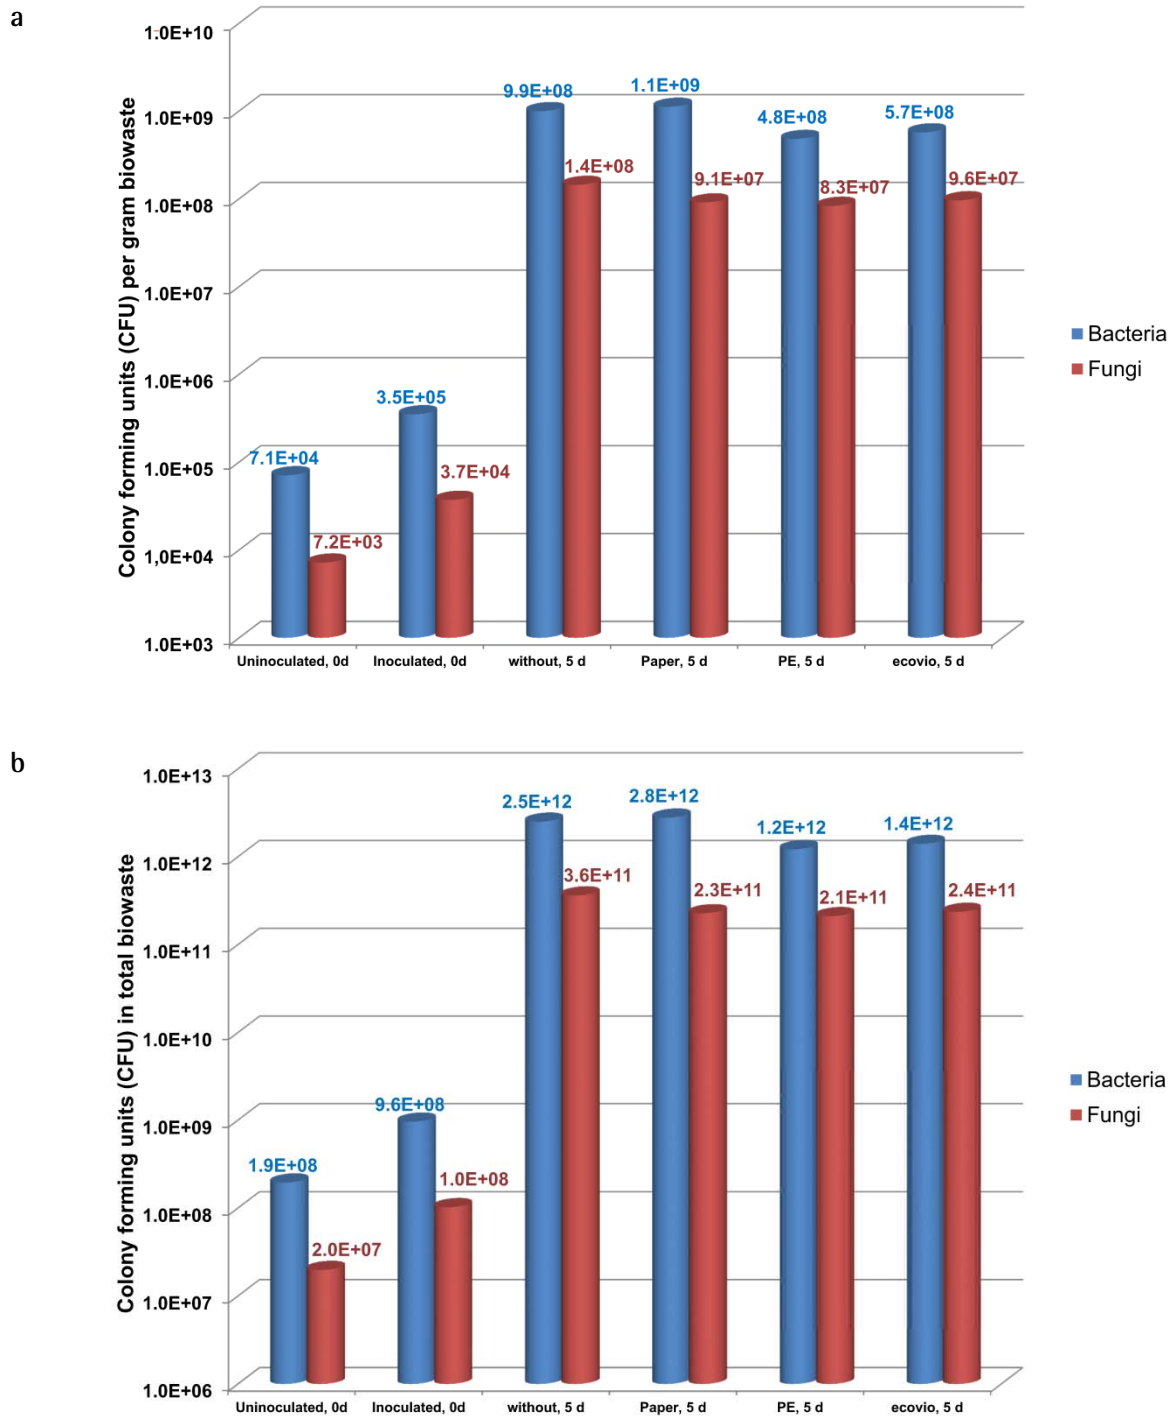 a
Colony forming units (CFU) per gram biowaste
1.0E+10
1.0E+09
1.0E+08
1.0E+07
1.0E+06
1.0E+05
1,0E+04
1.0E+03
7.1E+04
7.2E+03
3.5E+05
3.7E+04
9.9E+08
1.4E+08
1.1E+09
9.1E+07
4.8E+08
8.3E+07
5.7E+08
9.6E+07
Uninoculated, 0d
Inoculated, 0d
without, 5 d
Paper, 5 d
PE, 5 d
ecovio, 5 d
Bacteria
Fungi
b
Colony forming units (CFU) in total biowaste
1.0E+13
1.0E+12
1.0E+11
1.0E+10
1.0E+09
1.0E+08
1.0E+07
1.0E+06
1.9E+08
2.0E+07
9.6E+08
1.0E+08
2.5E+12
3.6E+11
2.8E+12
2.3E+11
1.2E+12
2.1E+11
1.4E+12
2.4E+11
Uninoculated, 0d
Inoculated, 0d
without, 5 d
Paper, 5 d
PE, 5 d
ecovio, 5 d
Bacteria
Fungi